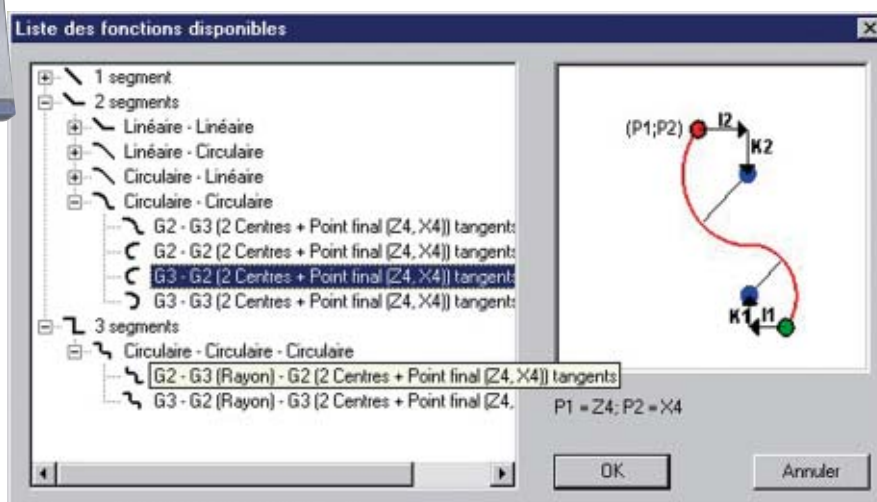 Liste des fonctions disponibles
1 segment
2 segments
Linéaire - Linéaire
Linéaire - Circulaire
Circulaire - Linéaire
Circulaire - Circulaire
G2 - G3 (2 Centres + Point final (Z4, X4)) tangents
G2 - G2 (2 Centres + Point final (Z4, X4)) tangents
G3 - G2 (2 Centres + Point final (Z4, X4)) tangents
G3 - G3 (2 Centres + Point final (Z4, X4)) tangents
3 segments
Circulaire - Circulaire - Circulaire
G2 - G3 (Rayon) - G2 (2 Centres + Point final (Z4, X4)) tangents
G3 - G2 (Rayon) - G3 (2 Centres + Point final (Z4,
(P1;P2)
I2
K2
K1
I1
P1 = Z4; P2 = X4
OK
Annuler